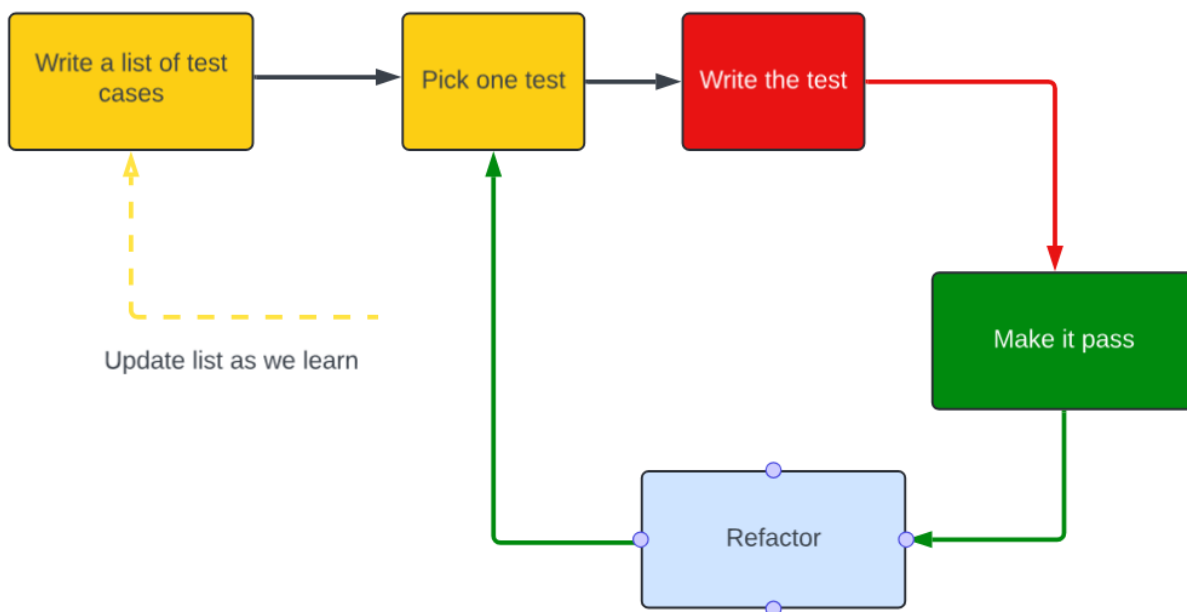 Write a list of test
cases
Pick one test
Write the test
Make it pass
Update list as we learn
Refactor